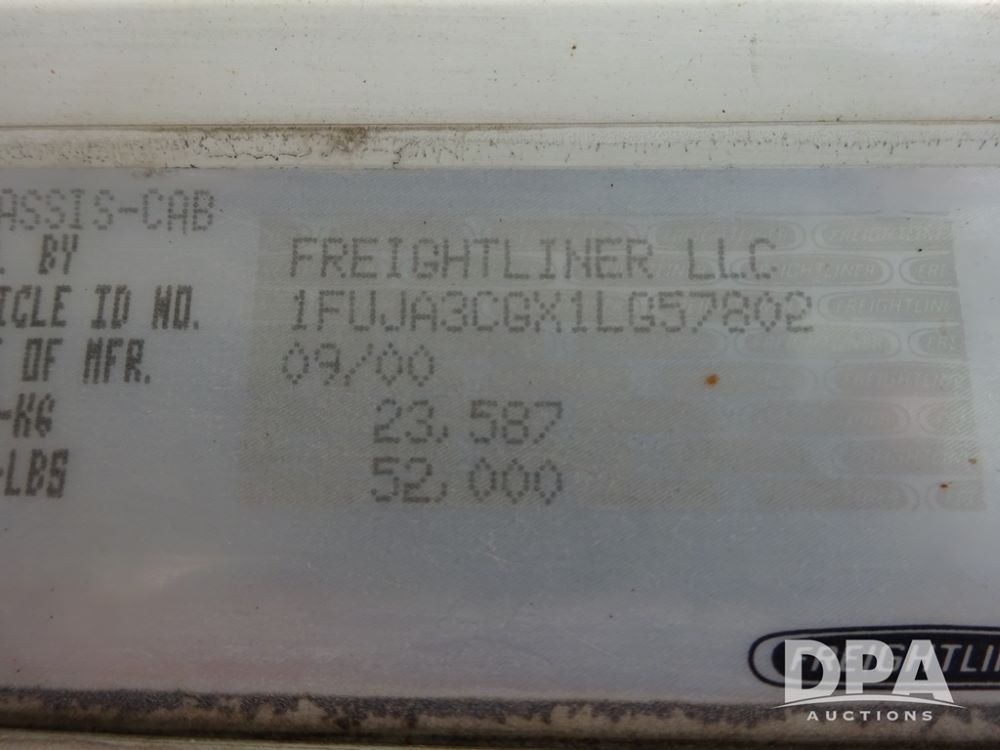 ASSIS-CAB
BY FREIGHTLINER LLC
ICLE ID NO. 1FUJA3CGX1LG57802
OF MFR. 09/00
-KG 23,587
-LBS 52,000
FREIGHTLIN
DPA
AUCTIONS